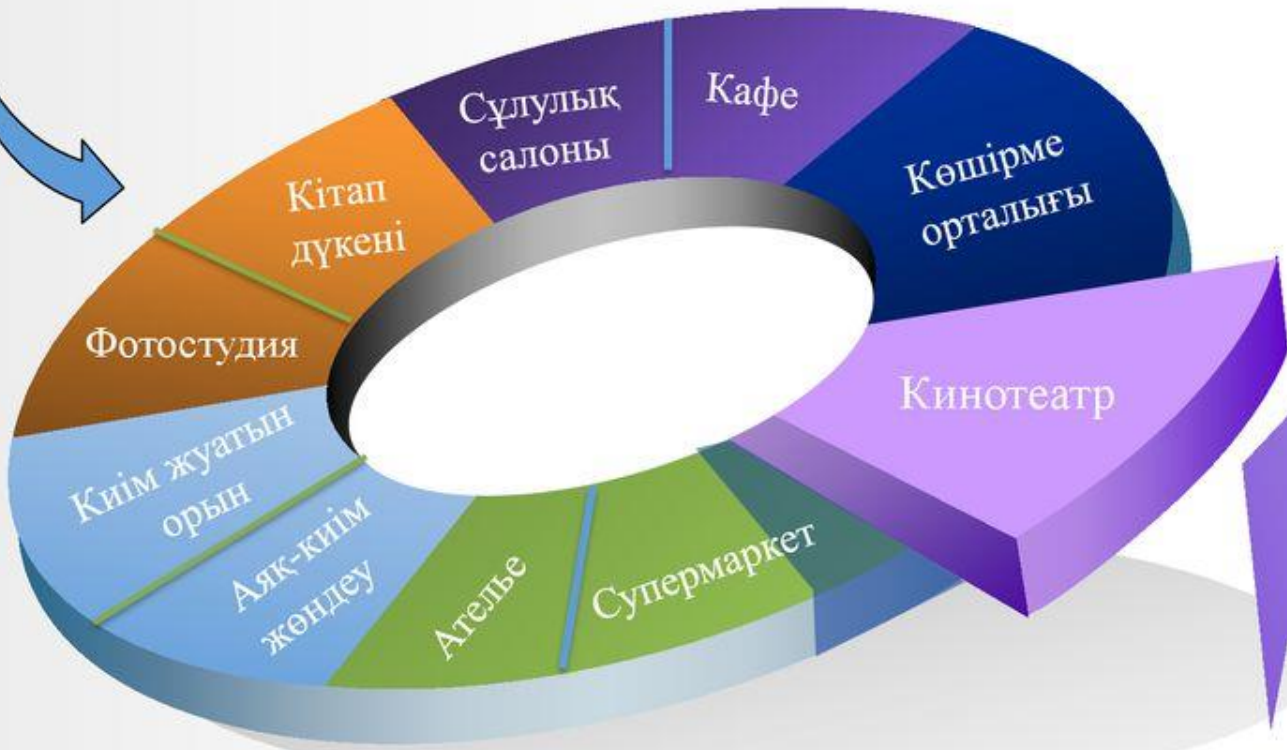 Сұлулық
салоны
Кафе
Көшірме
орталығы
Кинотеатр
Супермаркет
Ателье
Аяқ-киім
жөндеу
Киім жуатын
орын
Фотостудия
Кітап
дүкені